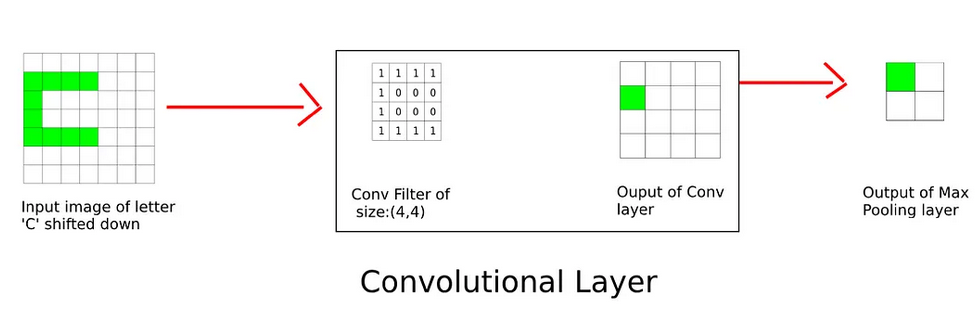 1 1 1 1
1 0 0 0
1 0 0 0
1 1 1 1
Input image of letter
'C' shifted down
Conv Filter of
size:(4,4)
Ouput of Conv
layer
Output of Max
Pooling layer
Convolutional Layer